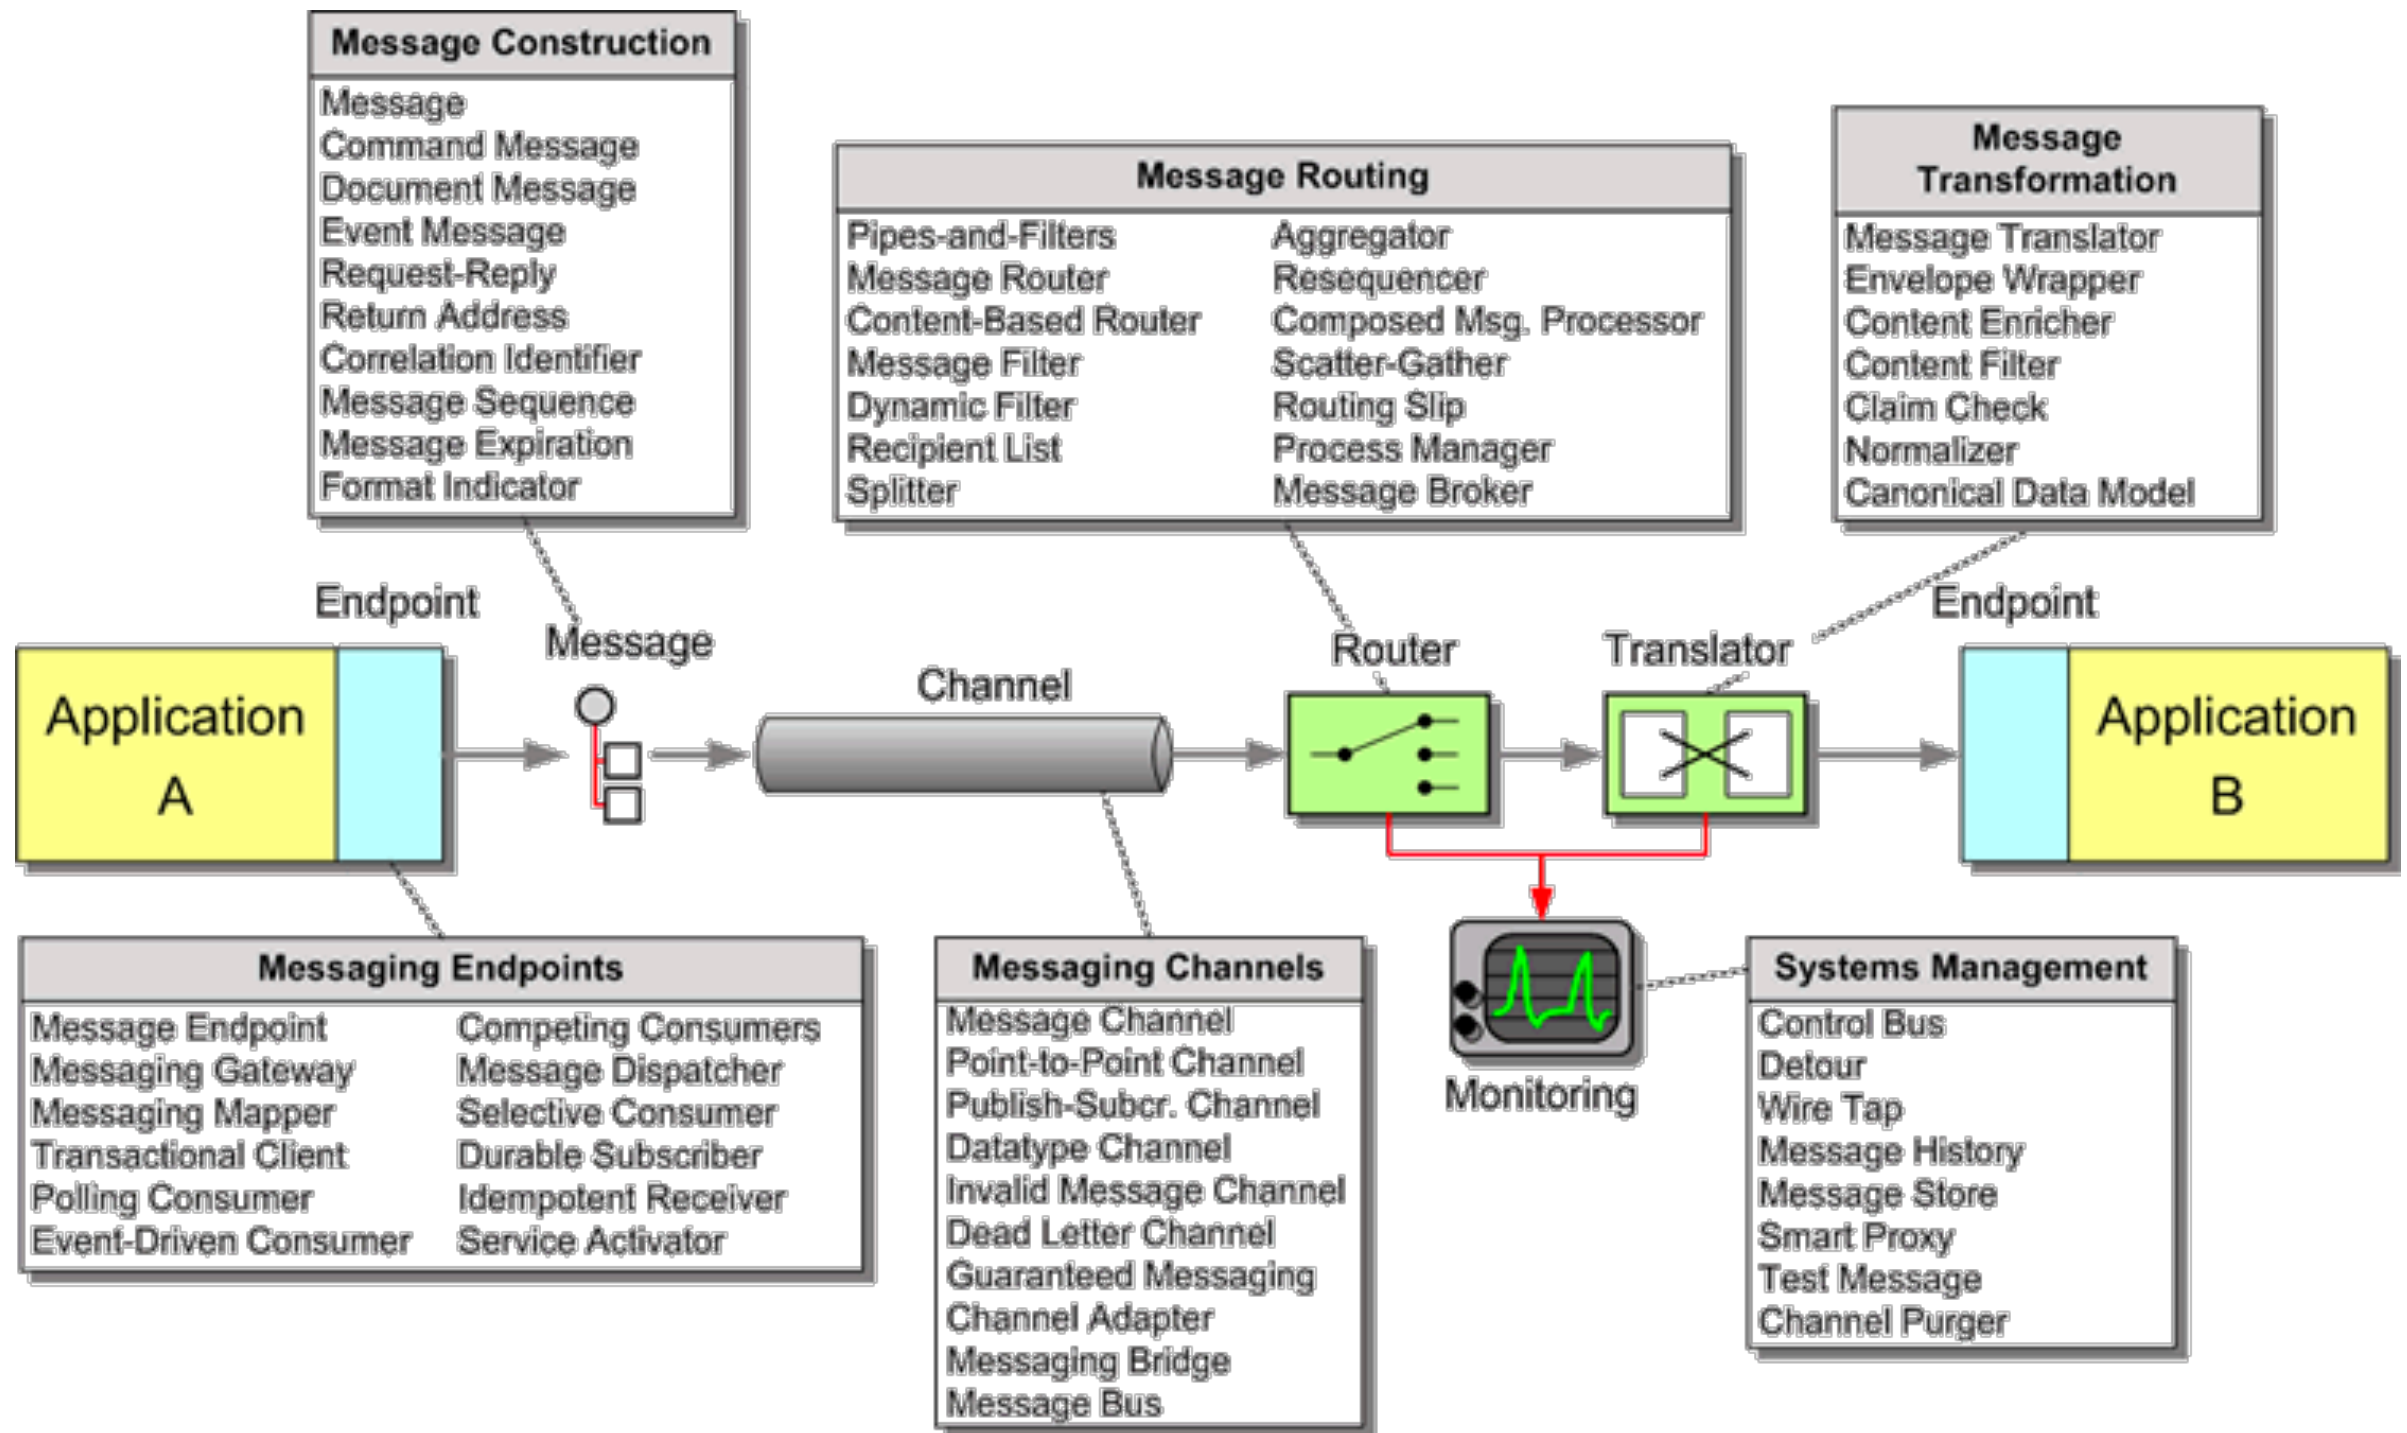 Message Construction
Message
Command Message
Document Message
Event Message
Request-Reply
Return Address
Correlation Identifier
Message Sequence
Message Expiration
Format Indicator
Message Routing
Pipes-and-Filters
Message Router
Content-Based Router
Message Filter
Dynamic Filter
Recipient List
Splitter
Aggregator
Resequencer
Composed Msg. Processor
Scatter-Gather
Routing Slip
Process Manager
Message Broker
Message
Transformation
Message Translator
Envelope Wrapper
Content Enricher
Content Filter
Claim Check
Normalizer
Canonical Data Model
Endpoint
Message
Channel
Router
Translator
Endpoint
Application
A
Application
B
Messaging Endpoints
Message Endpoint
Messaging Gateway
Messaging Mapper
Transactional Client
Polling Consumer
Event-Driven Consumer
Competing Consumers
Message Dispatcher
Selective Consumer
Durable Subscriber
Idempotent Receiver
Service Activator
Messaging Channels
Message Channel
Point-to-Point Channel
Publish-Subcr. Channel
Datatype Channel
Invalid Message Channel
Dead Letter Channel
Guaranteed Messaging
Channel Adapter
Messaging Bridge
Message Bus
Monitoring
Systems Management
Control Bus
Detour
Wire Tap
Message History
Message Store
Smart Proxy
Test Message
Channel Purger